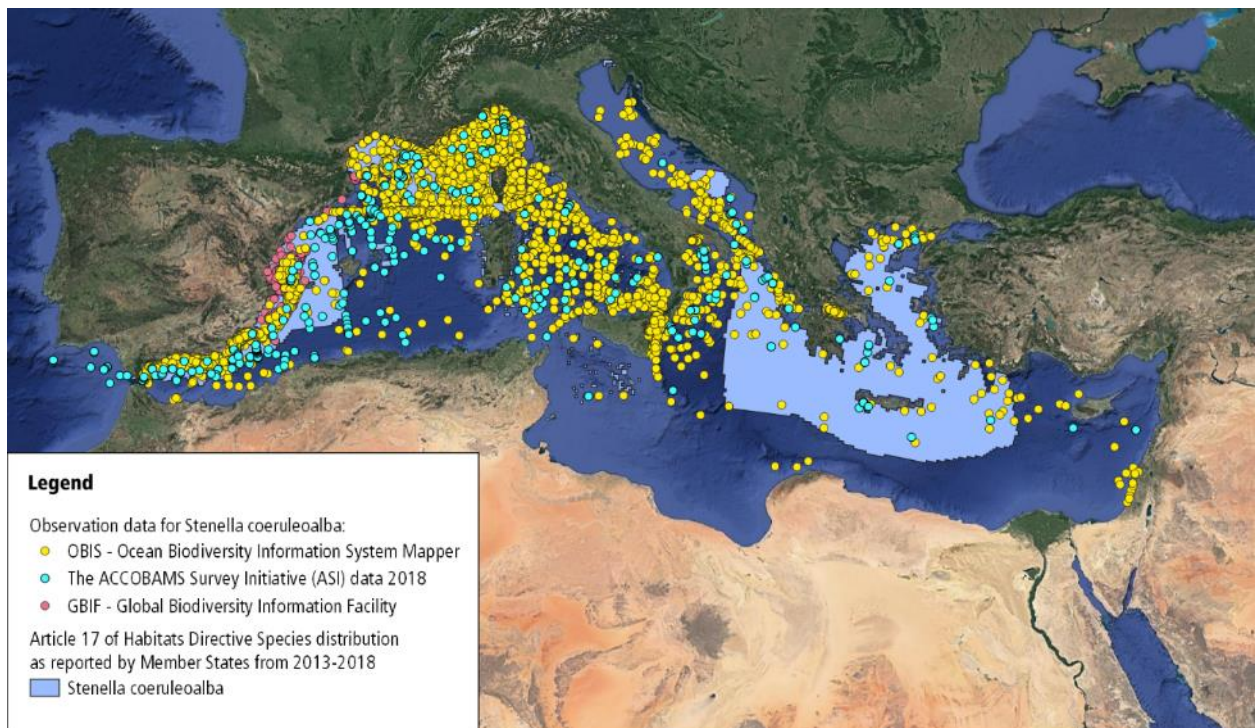 Legend
Observation data for Stenella coeruleoalba:
OBIS - Ocean Biodiversity Information System Mapper
The ACCOBAMS Survey Initiative (ASI) data 2018
GBIF - Global Biodiversity Information Facility
Article 17 of Habitats Directive Species distribution
as reported by Member States from 2013-2018
Stenella coeruleoalba